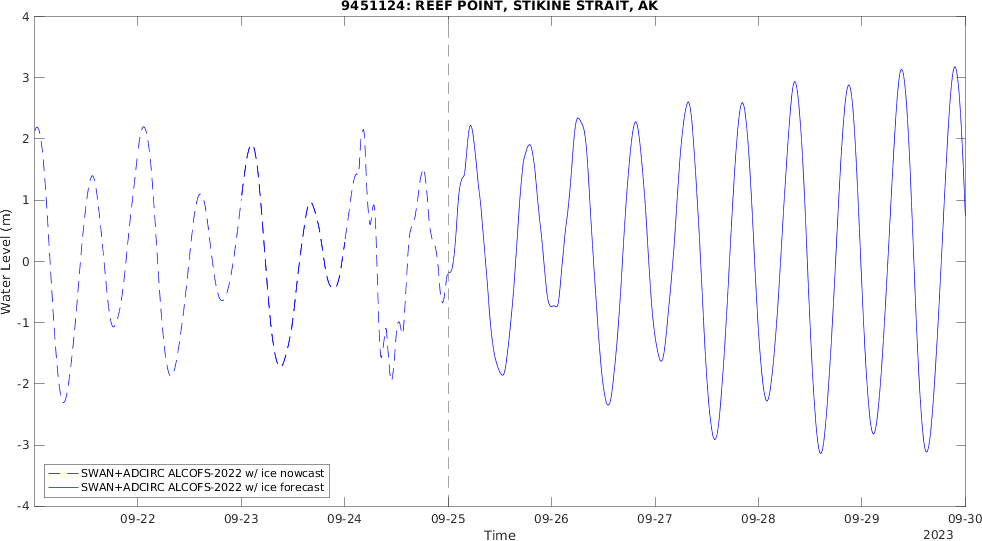 9451124: REEF POINT, STIKINE STRAIT, AK
Water Level (m)
4
3
2
1
0
-1
-2
-3
-4
SWAN+ADCIRC ALCOFS-2022 w/ ice nowcast
SWAN+ADCIRC ALCOFS-2022 w/ ice forecast
09-22 09-23 09-24 09-25 09-26 09-27 09-28 09-29 09-30
Time
2023